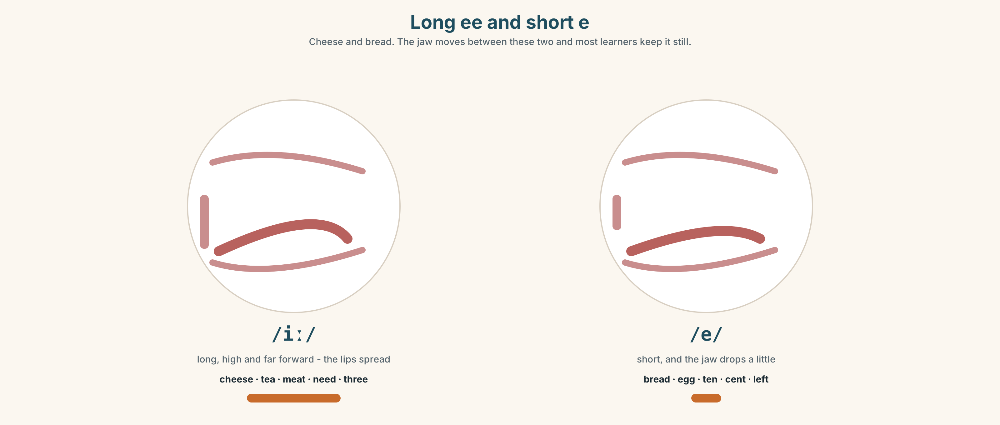 Long ee and short e
Cheese and bread. The jaw moves between these two and most learners keep it still.
/iː/
long, high and far forward - the lips spread
cheese · tea · meat · need · three
/e/
short, and the jaw drops a little
bread · egg · ten · cent · left